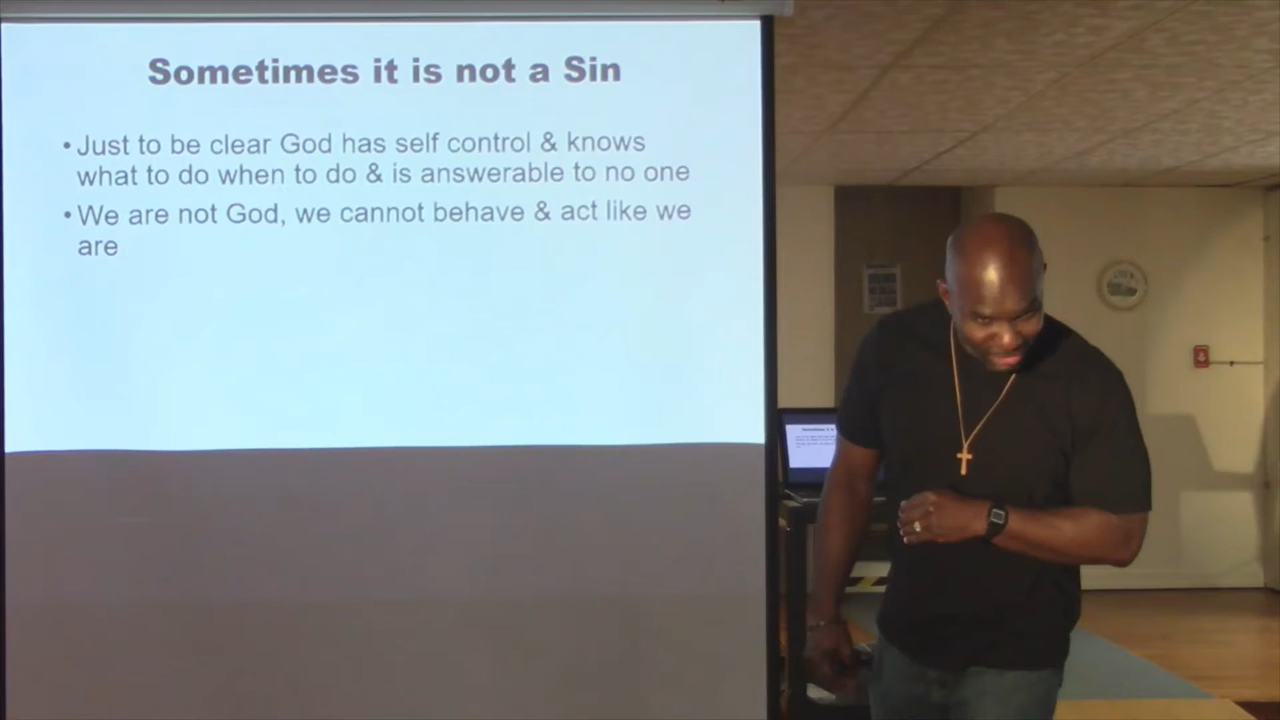 Sometimes it is not a Sin
• Just to be clear God has self control & knows
what to do when to do & is answerable to no one
• We are not God, we cannot behave & act like we
are